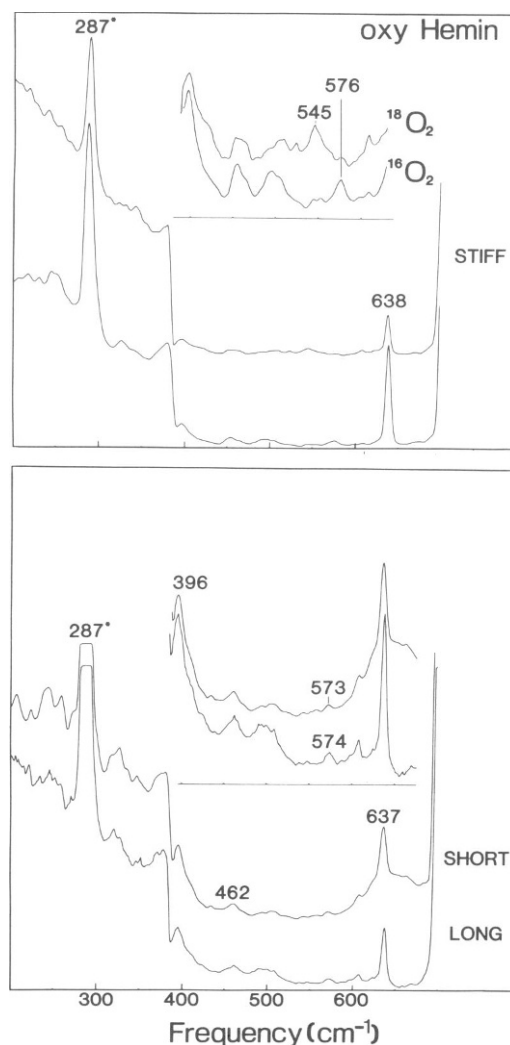 oxy Hemin
287°
545
576
18O2
16O2
STIFF
638
396
287°
573
574
637
462
SHORT
LONG
300
400
500
600
Frequency (cm-1)